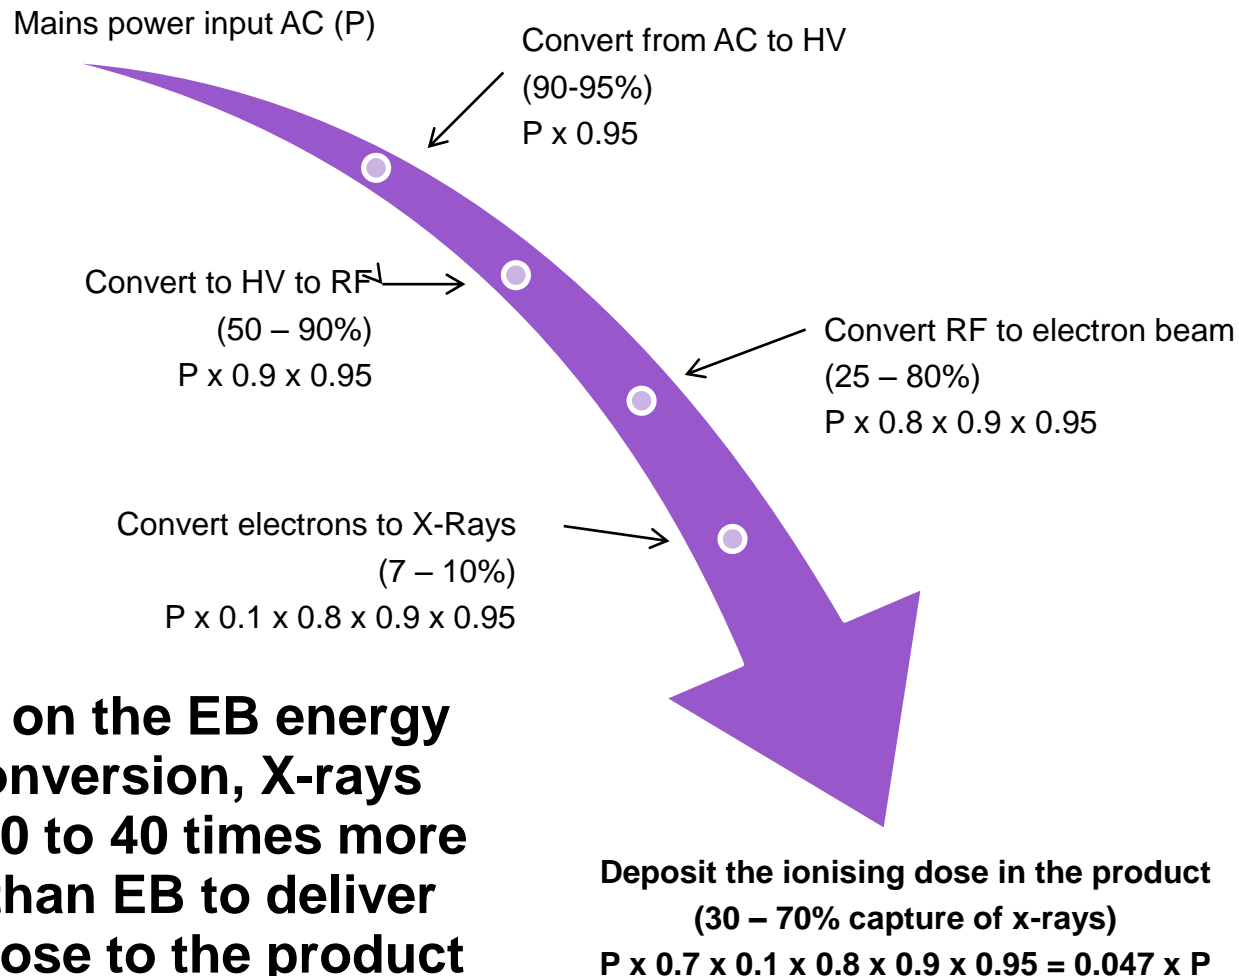 Mains power input AC (P)
Convert from AC to HV
(90-95%)
P x 0.95
Convert to HV to RF
(50 – 90%)
P x 0.9 x 0.95
Convert RF to electron beam
(25 – 80%)
P x 0.8 x 0.9 x 0.95
Convert electrons to X-Rays
(7 – 10%)
P x 0.1 x 0.8 x 0.9 x 0.95
on the EB energy
onversion, X-rays
0 to 40 times more
than EB to deliver
ose to the product
Deposit the ionising dose in the product
(30 – 70% capture of x-rays)
P x 0.7 x 0.1 x 0.8 x 0.9 x 0.95 = 0.047 x P